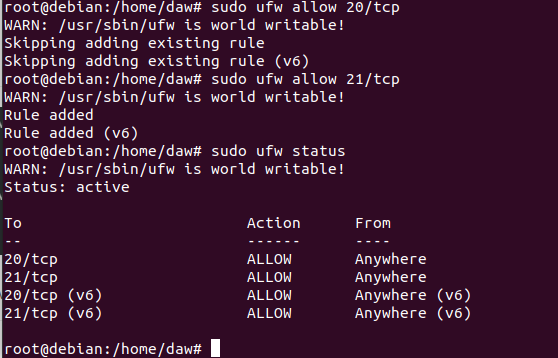 root@debian:/home/daw# sudo ufw allow 20/tcp
WARN: /usr/sbin/ufw is world writable!
Skipping adding existing rule
Skipping adding existing rule (v6)
root@debian:/home/daw# sudo ufw allow 21/tcp
WARN: /usr/sbin/ufw is world writable!
Rule added
Rule added (v6)
root@debian:/home/daw# sudo ufw status
WARN: /usr/sbin/ufw is world writable!
Status: active
To                         Action      From
--                         ------      ----
20/tcp                     ALLOW       Anywhere
21/tcp                     ALLOW       Anywhere
20/tcp (v6)                ALLOW       Anywhere (v6)
21/tcp (v6)                ALLOW       Anywhere (v6)
root@debian:/home/daw#